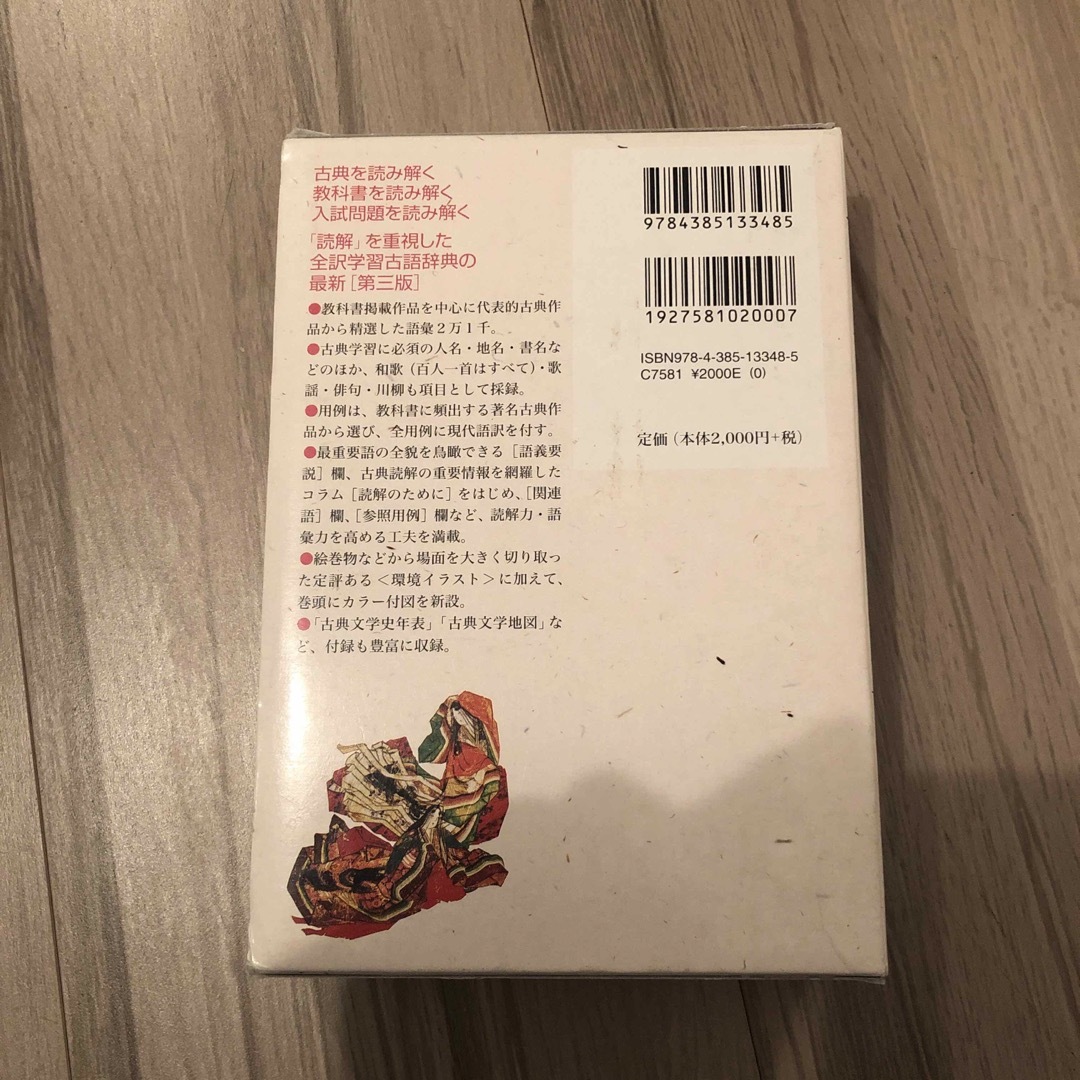 古典を読み解く
教科書を読み解く
入試問題を読み解く
「読解」を重視した
全訳学習古語辞典の
最新［第三版］
●教科書掲載作品を中心に代表的古典作
品から精選した語彙２万１千。
●古典学習に必須の人名・地名・書名な
どのほか、和歌（百人一首はすべて）・歌
謡・俳句・川柳も項目として採録。
●用例は、教科書に頻出する著名古典作
品から選び、全用例に現代語訳を付す。
●最重要語の全貌を鳥瞰できる［語義要
説］欄、古典読解の重要情報を網羅した
コラム［読解のために］をはじめ、［関連
語］欄、［参照用例］欄など、読解力・語
彙力を高める工夫を満載。
●絵巻物などから場面を大きく切り取っ
た定評ある＜環境イラスト＞に加えて、
巻頭にカラー付図を新設。
●「古典文学史年表」「古典文学地図」な
ど、付録も豊富に収録。
9784385133485
1927581020007
ISBN978-4-385-13348-5
C7581 ¥2000E (0)
定価（本体2,000円+税）